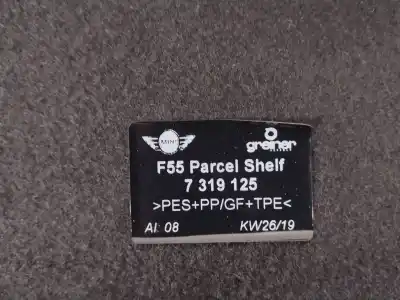 MINI
greiner
F55 Parcel Shelf
7 319 125
>PES+PP/GF+TPE<
AI: 08 KW26/19